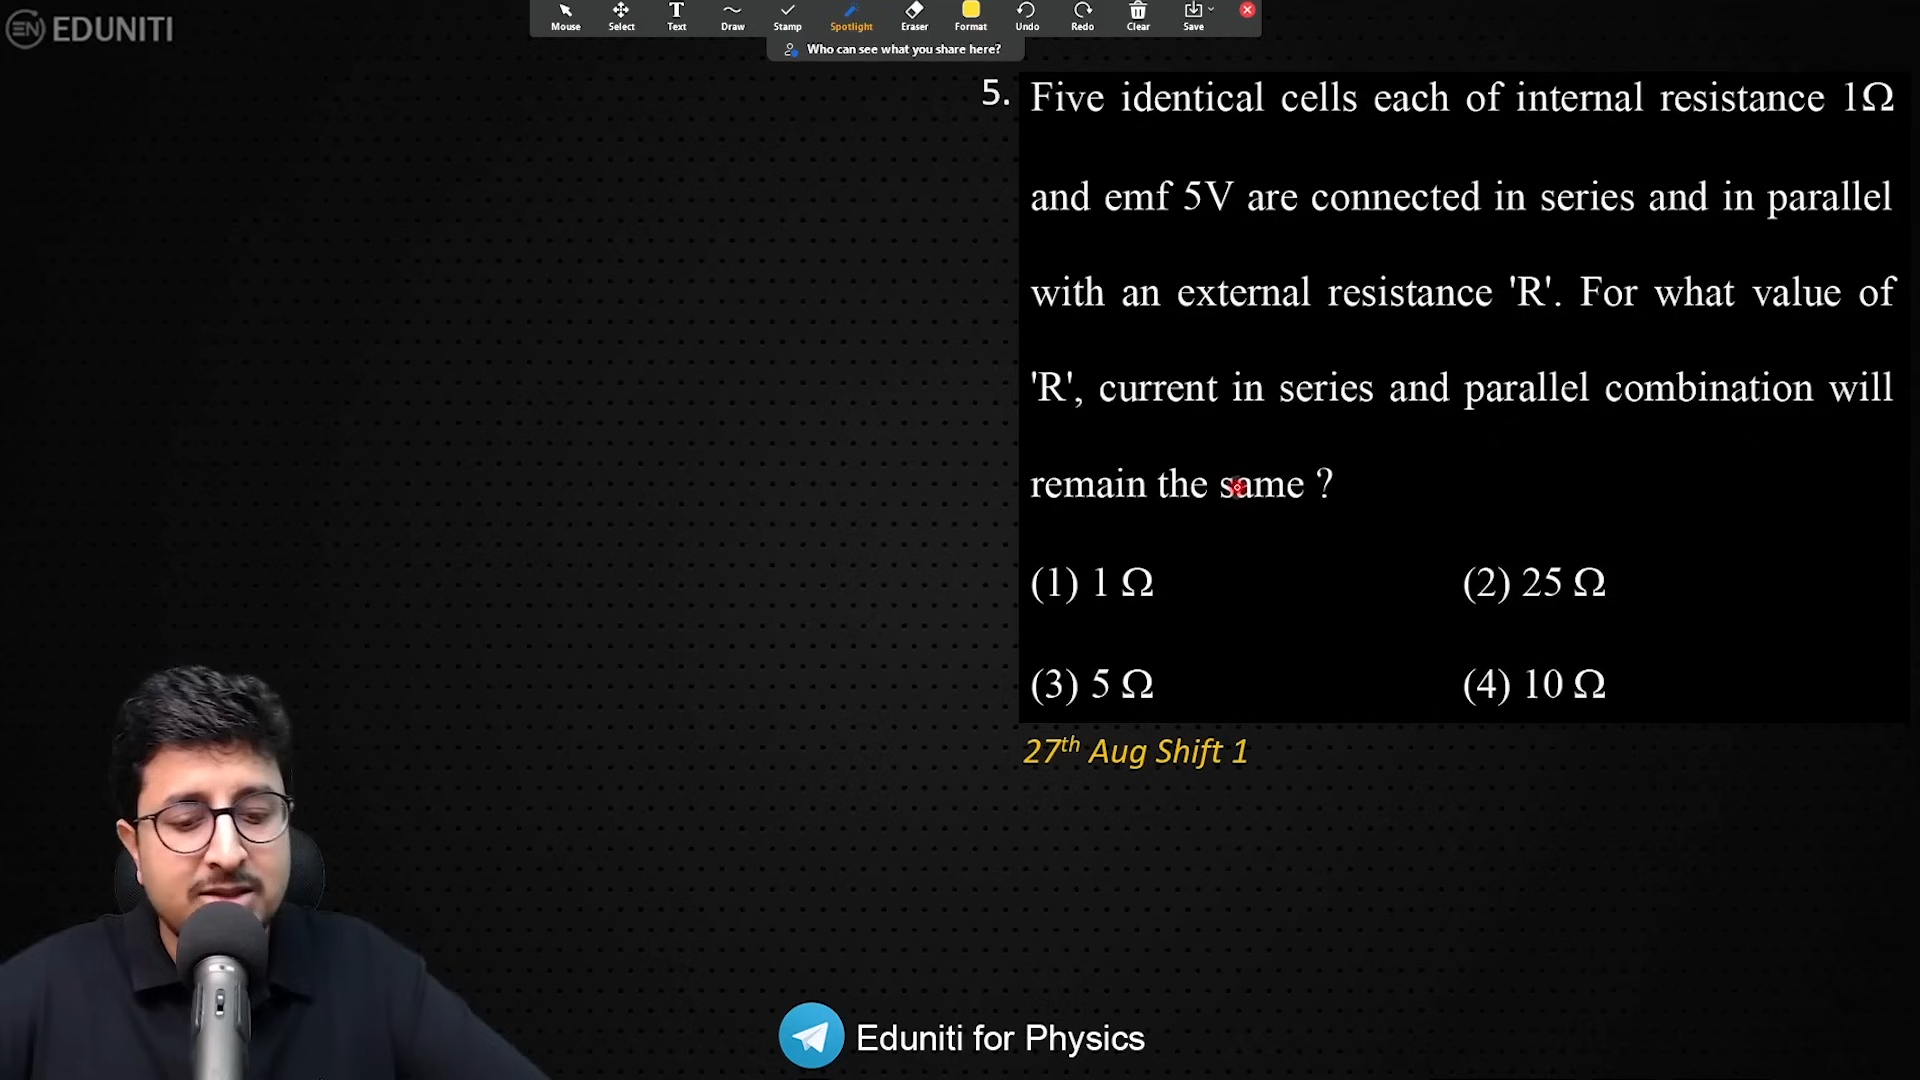 EN EDUNITI
Mouse Select Text Draw Stamp Spotlight Eraser Format Undo Redo Clear Save
Who can see what you share here?
5. Five identical cells each of internal resistance 1Ω
and emf 5V are connected in series and in parallel
with an external resistance 'R'. For what value of
'R', current in series and parallel combination will
remain the same ?
(1) 1 Ω (2) 25 Ω
(3) 5 Ω (4) 10 Ω
27th Aug Shift 1
Eduniti for Physics